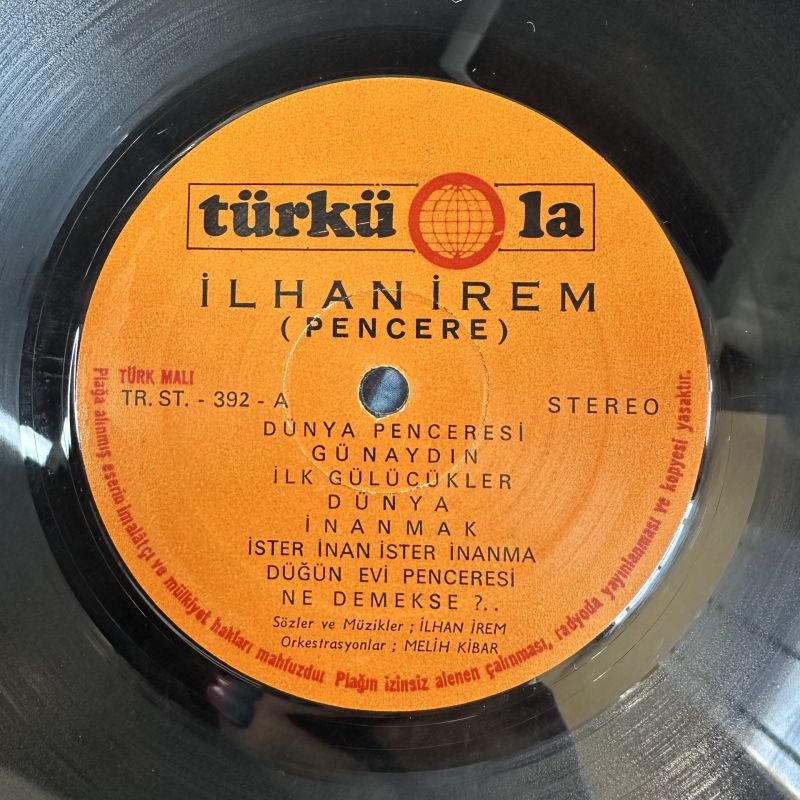 türkü ola
İLHAN İREM
(PENCERE)
TÜRK MALI
TR. ST. - 392 - A
STEREO
DÜNYA PENCERESİ
GÜNAYDIN
İLK GÜLÜCÜKLER
DÜNYA
İNANMAK
İSTER İNAN İSTER İNANMA
DÜĞÜN EVİ PENCERESİ
NE DEMEKSE ?..
Sözler ve Müzikler ; İLHAN İREM
Orkestrasyonlar ; MELİH KİBAR
Plağa alınmış eserin imalâtçı ve mülkiyet hakları mahfuzdur. Plağın izinsiz alenen çalınması, radyoda yayınlanması ve kopyesi yasaktır.